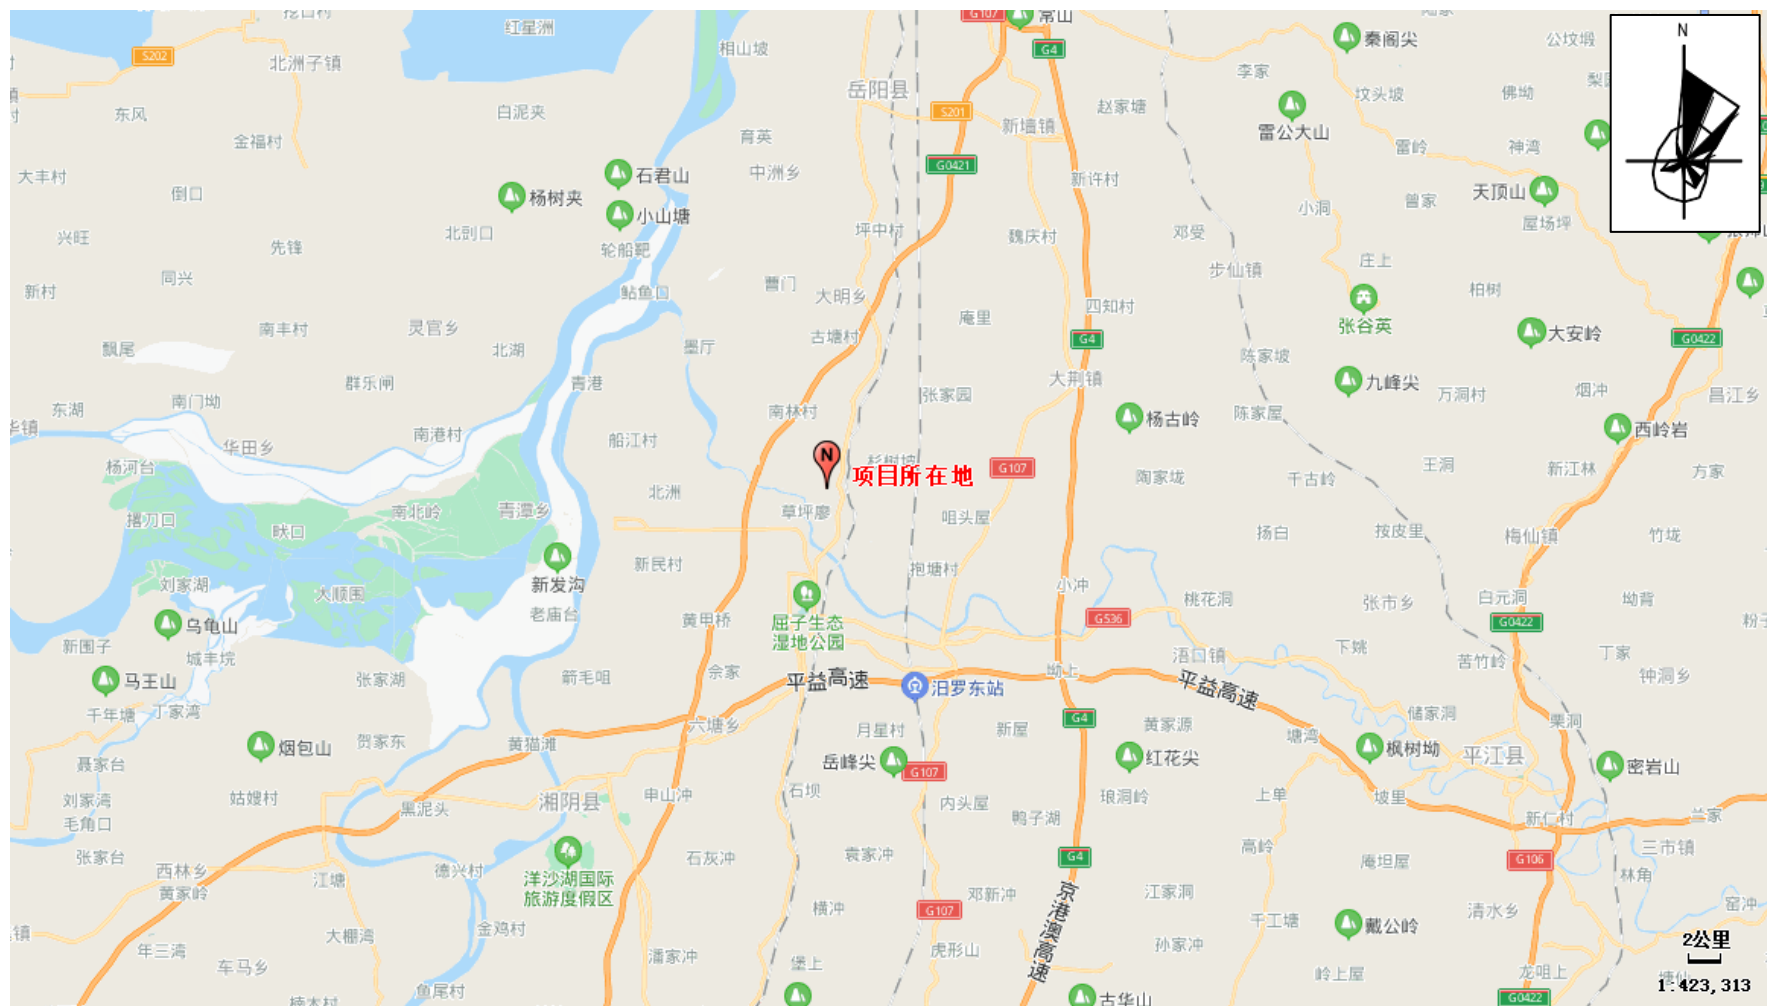 G107
常山
红星洲
相山坡
G4
秦阁尖
公坟塅
N
S202
北洲子镇
李家
岳阳县
坟头坡
佛坳
东风
白泥夹
S201
赵家塘
新墙镇
雷公大山
金福村
育英
雷岭
神湾
G0421
大丰村
石君山
中洲乡
新许村
倒口
杨树夹
天顶山
曾家
小洞
小山塘
屋场坪
兴旺
先锋
北剅口
轮船靶
坪中村
魏庆村
邓受
庄上
步仙镇
同兴
新村
鲇鱼口
曹门
大明乡
柏树
四知村
庵里
张谷英
南丰村
灵官乡
古塘村
G4
大安岭
G0422
飘尾
北湖
墨厅
陈家坡
群乐闸
青港
大荆镇
九峰尖
张家园
万洞村
烟冲
昌江乡
东湖
南门坳
南林村
杨古岭
陈家屋
华镇
华田乡
南港村
船江村
西岭岩
杨河台
杉树坡
项目所在地
G107
陶家垅
千古岭
王洞
新江林
方家
北洲
撂刀口
南北岭
青潭乡
草坪廖
咀头屋
畎口
扬白
按皮里
梅仙镇
竹垅
新发沟
新民村
抱塘村
刘家湖
大顺围
小冲
老庙台
屈子生态
湿地公园
桃花洞
张市乡
白元洞
坳背
乌龟山
黄甲桥
G536
G0422
新围子
城丰垸
浯口镇
下姚
苦竹岭
丁家
马王山
张家湖
箭毛咀
佘家
平益高速
汨罗东站
坳上
平益高速
钟洞乡
千年塘
丁家湾
六塘乡
G4
黄家源
储家洞
栗洞
月星村
新屋
塘湾
烟包山
贺家东
黄猫滩
枫树坳
平江县
聂家台
岳峰尖
G107
红花尖
密岩山
刘家湾
姑嫂村
黑泥头
湘阴县
申山冲
石坝
内头屋
琅洞岭
上单
坡里
毛角口
鸭子湖
新仁村
兰家
张家台
西林乡
黄家岭
江塘
德兴村
洋沙湖国际
旅游度假区
石灰冲
袁家冲
G4
高岭
庵坦屋
G106
三市镇
林角
京港澳高速
邓新冲
江家洞
窑冲
横冲
G107
千工塘
清水乡
戴公岭
年三湾
大棚湾
金鸡村
潘家冲
虎形山
孙家冲
2公里
车马乡
堡上
岭上屋
龙咀上
塘仙
1:423,313
鱼尾村
古华山
G0422